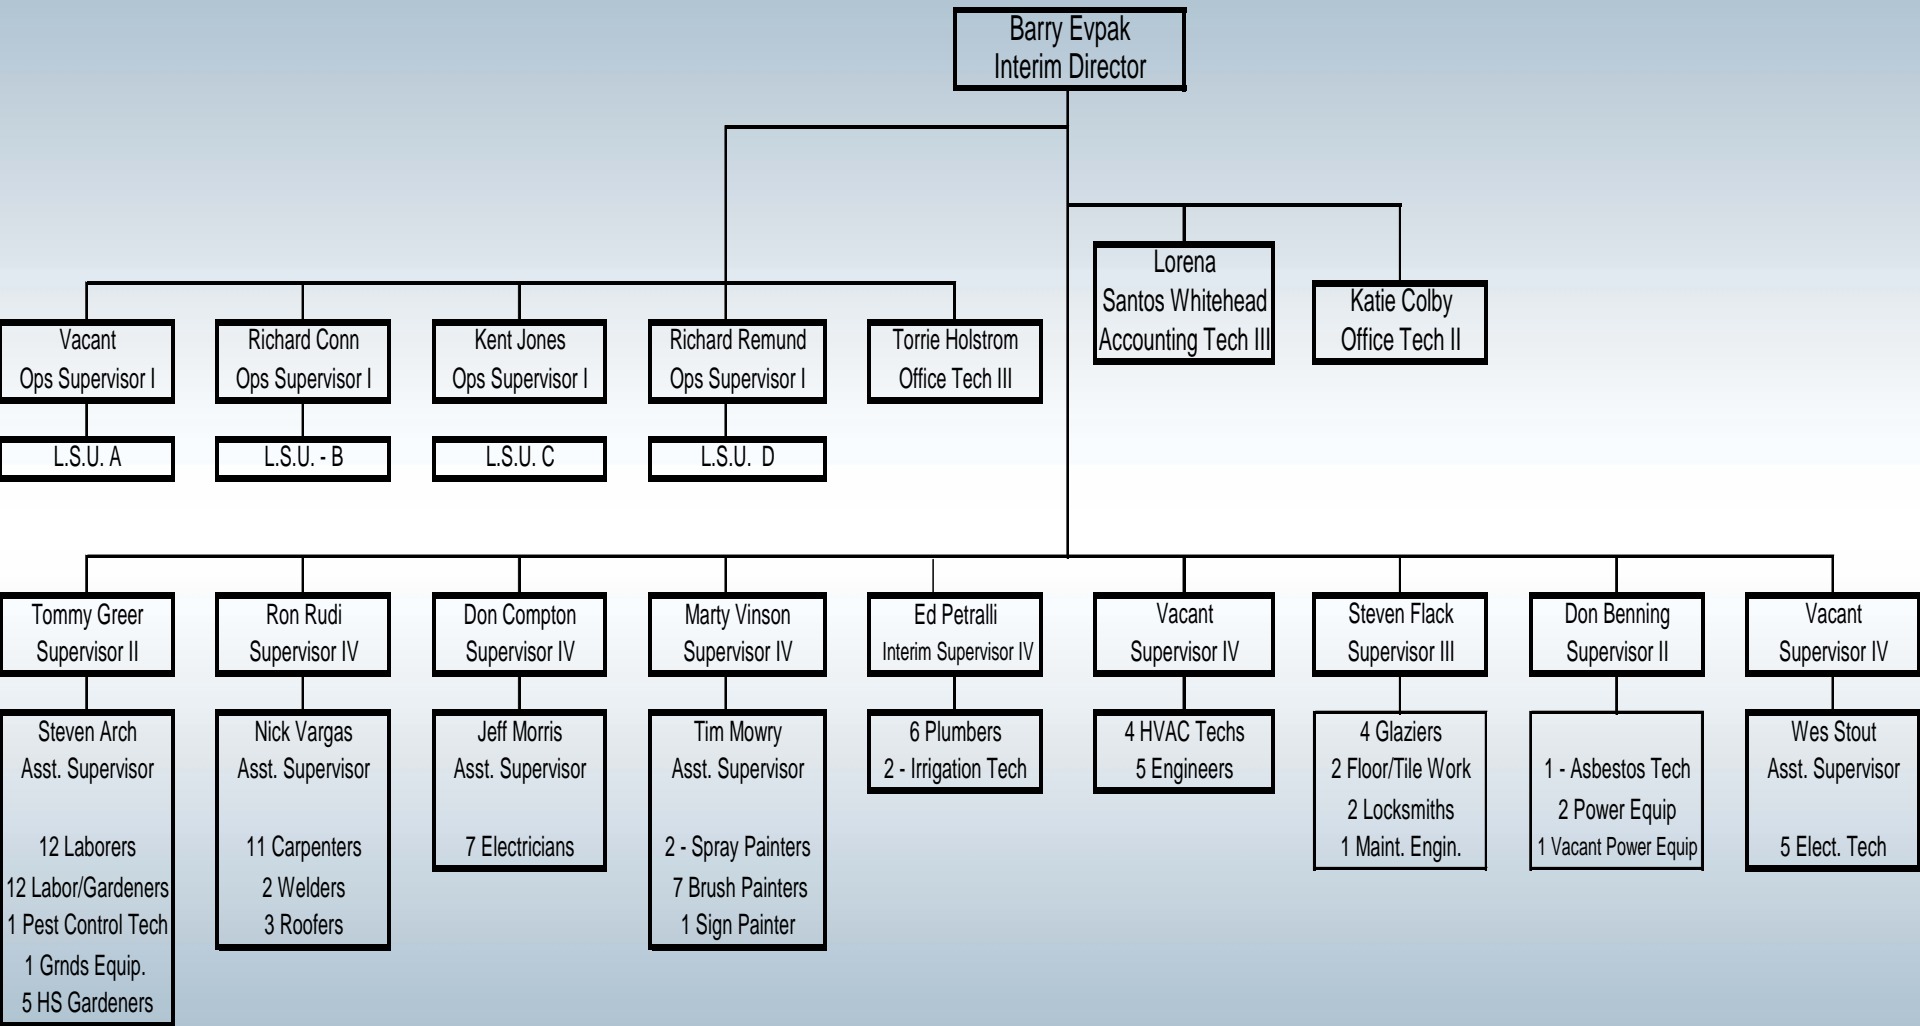 Barry Evpak
Interim Director
Lorena
Santos Whitehead
Accounting Tech III
Katie Colby
Office Tech II
Vacant
Ops Supervisor I
Richard Conn
Ops Supervisor I
Kent Jones
Ops Supervisor I
Richard Remund
Ops Supervisor I
Torrie Holstrom
Office Tech III
L.S.U. A
L.S.U. - B
L.S.U. C
L.S.U. D
Tommy Greer
Supervisor II
Ron Rudi
Supervisor IV
Don Compton
Supervisor IV
Marty Vinson
Supervisor IV
Ed Petralli
Interim Supervisor IV
Vacant
Supervisor IV
Steven Flack
Supervisor III
Don Benning
Supervisor II
Vacant
Supervisor IV
Steven Arch
Asst. Supervisor
12 Laborers
12 Labor/Gardeners
1 Pest Control Tech
1 Grnds Equip.
5 HS Gardeners
Nick Vargas
Asst. Supervisor
11 Carpenters
2 Welders
3 Roofers
Jeff Morris
Asst. Supervisor
7 Electricians
Tim Mowry
Asst. Supervisor
2 - Spray Painters
7 Brush Painters
1 Sign Painter
6 Plumbers
2 - Irrigation Tech
4 HVAC Techs
5 Engineers
4 Glaziers
2 Floor/Tile Work
2 Locksmiths
1 Maint. Engin.
1 - Asbestos Tech
2 Power Equip
1 Vacant Power Equip
Wes Stout
Asst. Supervisor
5 Elect. Tech